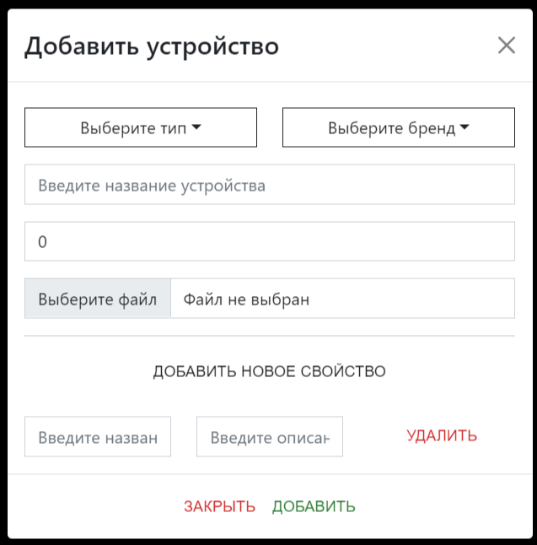 Добавить устройство
Выберите тип
Выберите бренд
Введите название устройства
0
Выберите файл Файл не выбран
ДОБАВИТЬ НОВОЕ СВОЙСТВО
Введите назван Введите описан УДАЛИТЬ
ЗАКРЫТЬ ДОБАВИТЬ